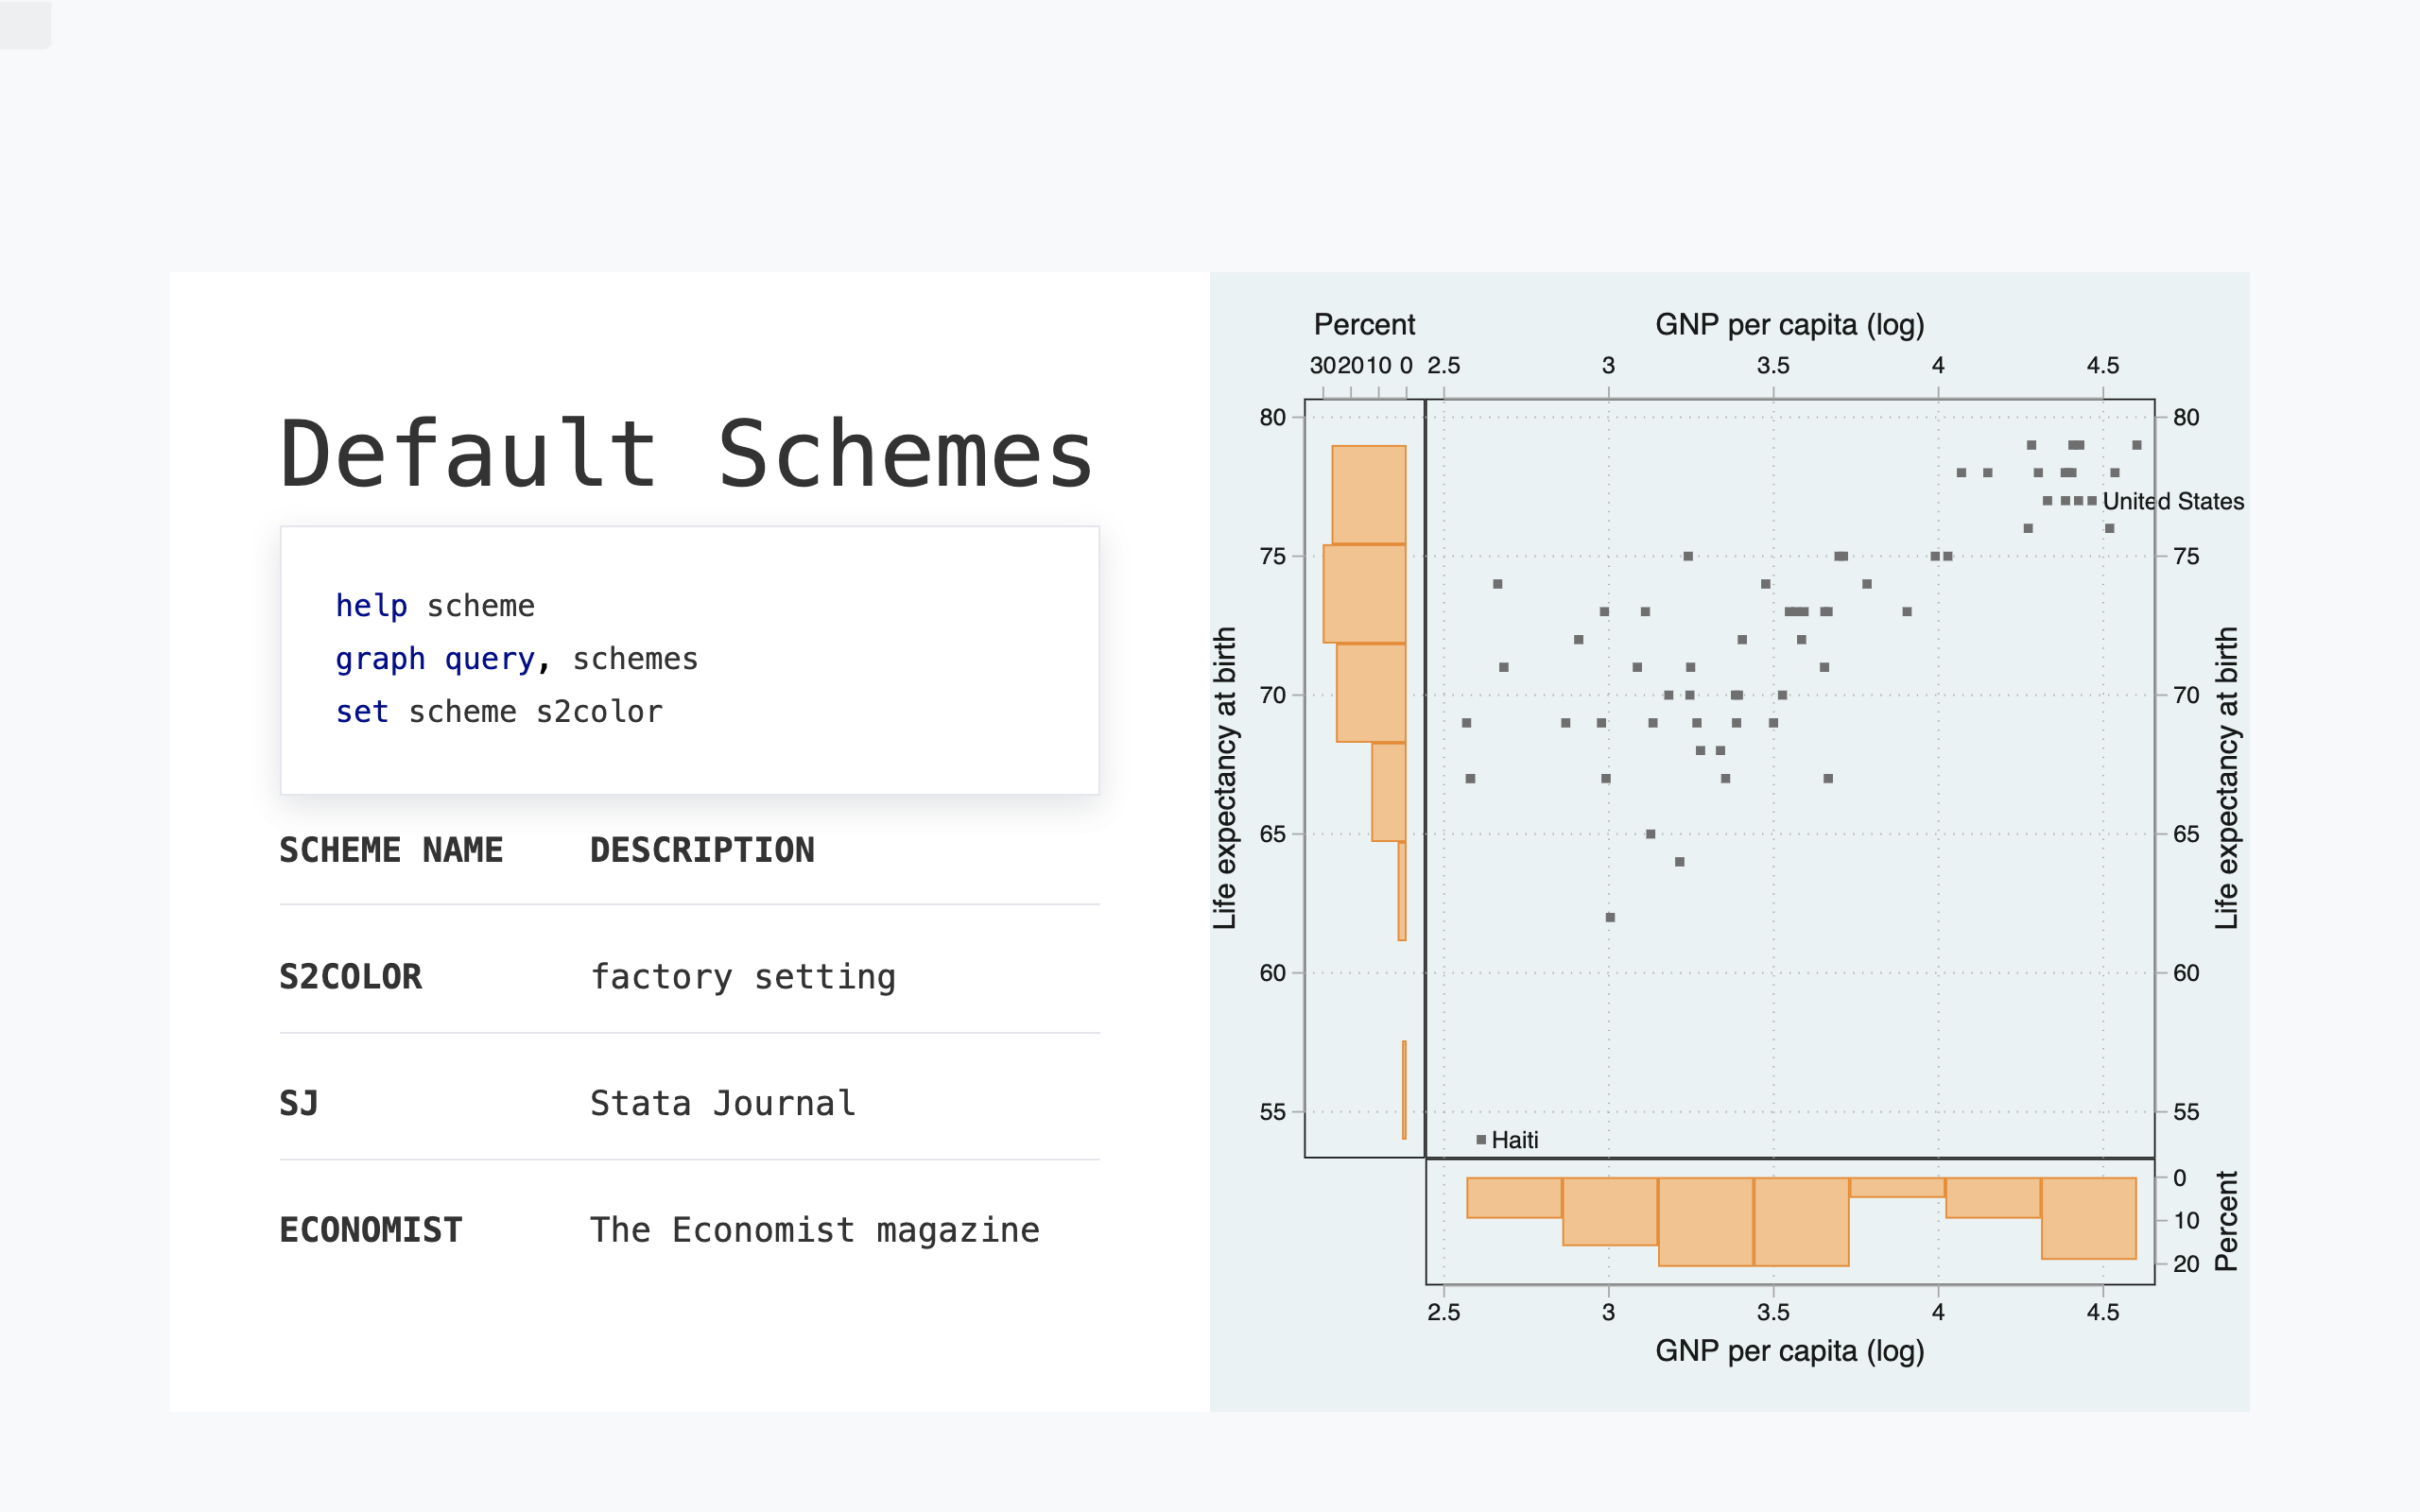 Default Schemes
help scheme
graph query, schemes
set scheme s2color
SCHEME NAME DESCRIPTION
S2COLOR factory setting
SJ Stata Journal
ECONOMIST The Economist magazine
Percent GNP per capita (log)
30 20 10 0 2.5 3 3.5 4 4.5
Life expectancy at birth
80
75
70
65
60
55
United States
Haiti
80
75
70
65
60
55
Life expectancy at birth
0
10
20
Percent
2.5 3 3.5 4 4.5
GNP per capita (log)